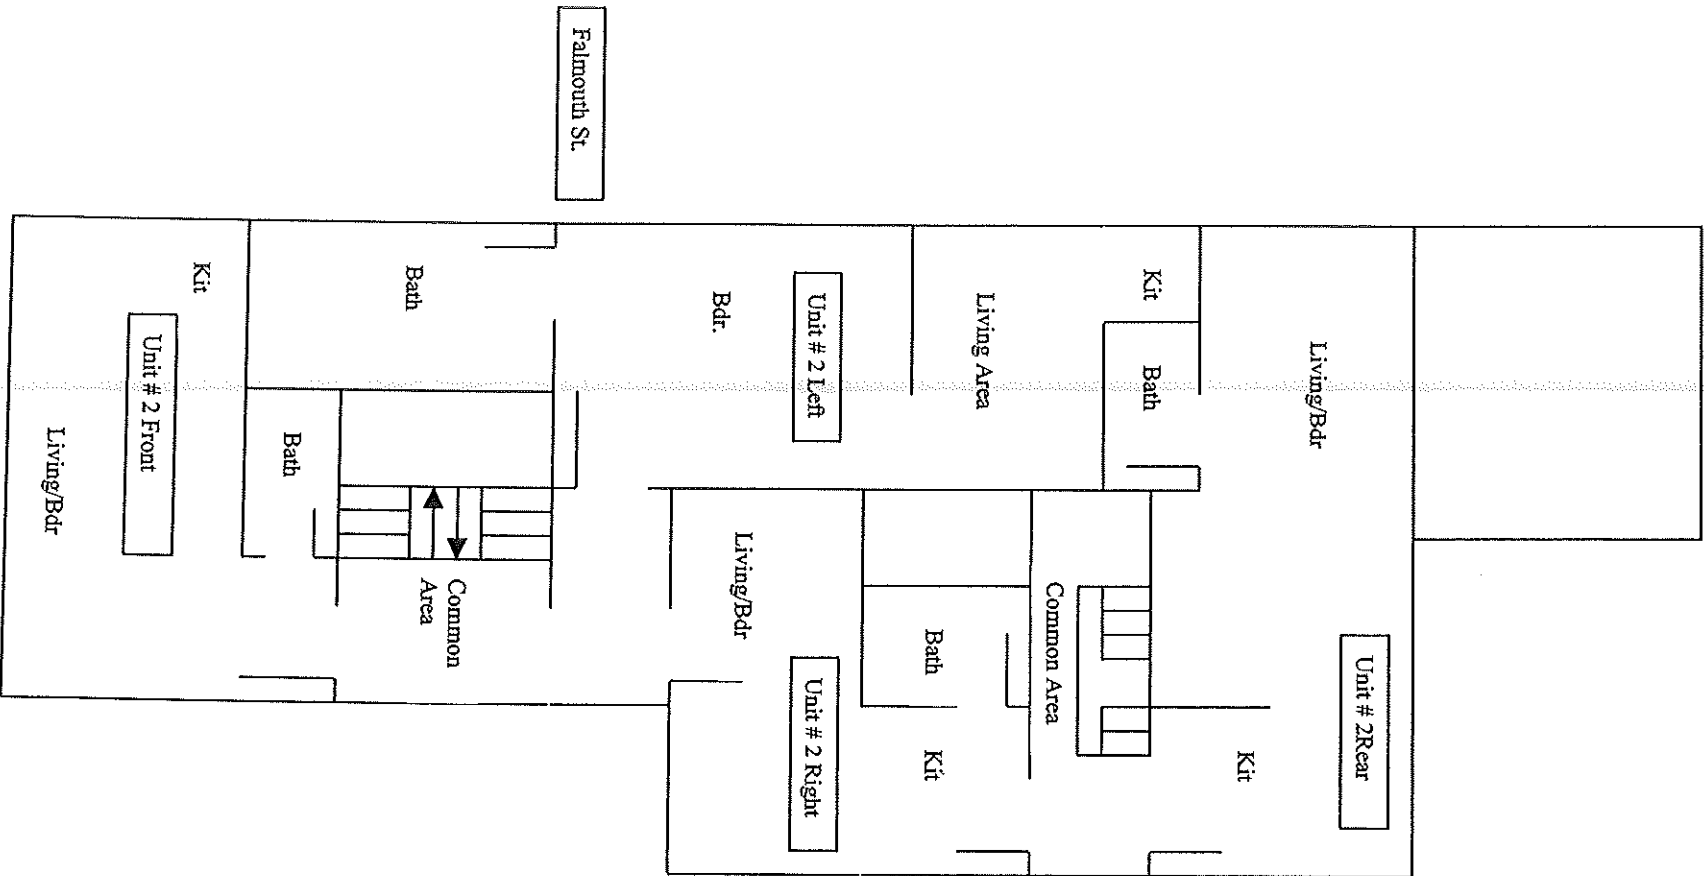 Falmouth St.
Kit
Unit # 2 Front
Living/Bdr
Bath
Bath
Common
Area
Bdr.
Unit # 2 Left
Living Area
Kit
Bath
Living/Bdr
Living/Bdr
Unit # 2 Right
Bath
Kit
Common Area
Kit
Unit # 2Rear